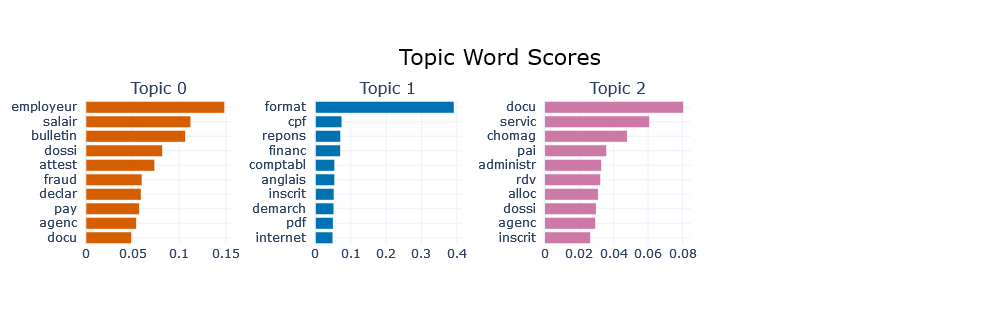 Topic Word Scores
Topic 0
employeur
salair
bulletin
dossi
attest
fraud
declar
pay
agenc
docu
0 0.05 0.1 0.15
Topic 1
format
cpf
repons
financ
comptabl
anglais
inscrit
demarch
pdf
internet
0 0.1 0.2 0.3 0.4
Topic 2
docu
servic
chomag
pai
administr
rdv
alloc
dossi
agenc
inscrit
0 0.02 0.04 0.06 0.08